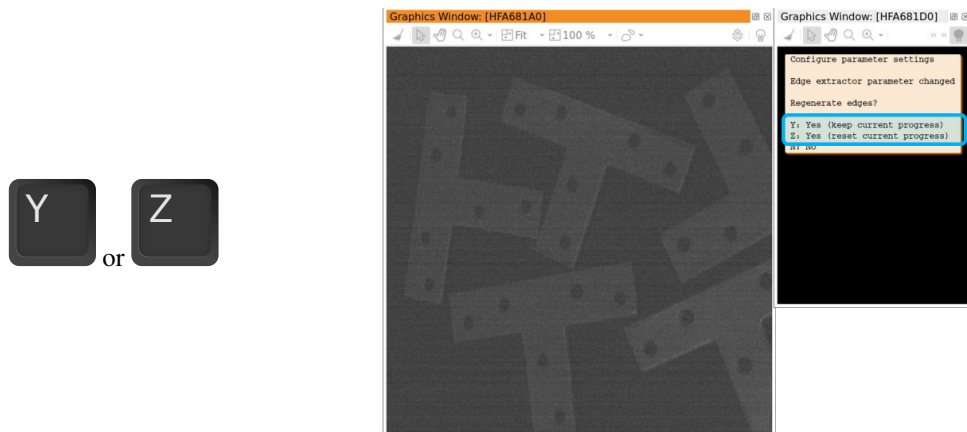 Graphics Window: [HFA681A0]
Graphics Window: [HFA681D0]
Fit
100 %
Configure parameter settings
Edge extractor parameter changed
Regenerate edges?
Y: Yes (keep current progress)
Z: Yes (reset current progress)
N: No
Y
or
Z